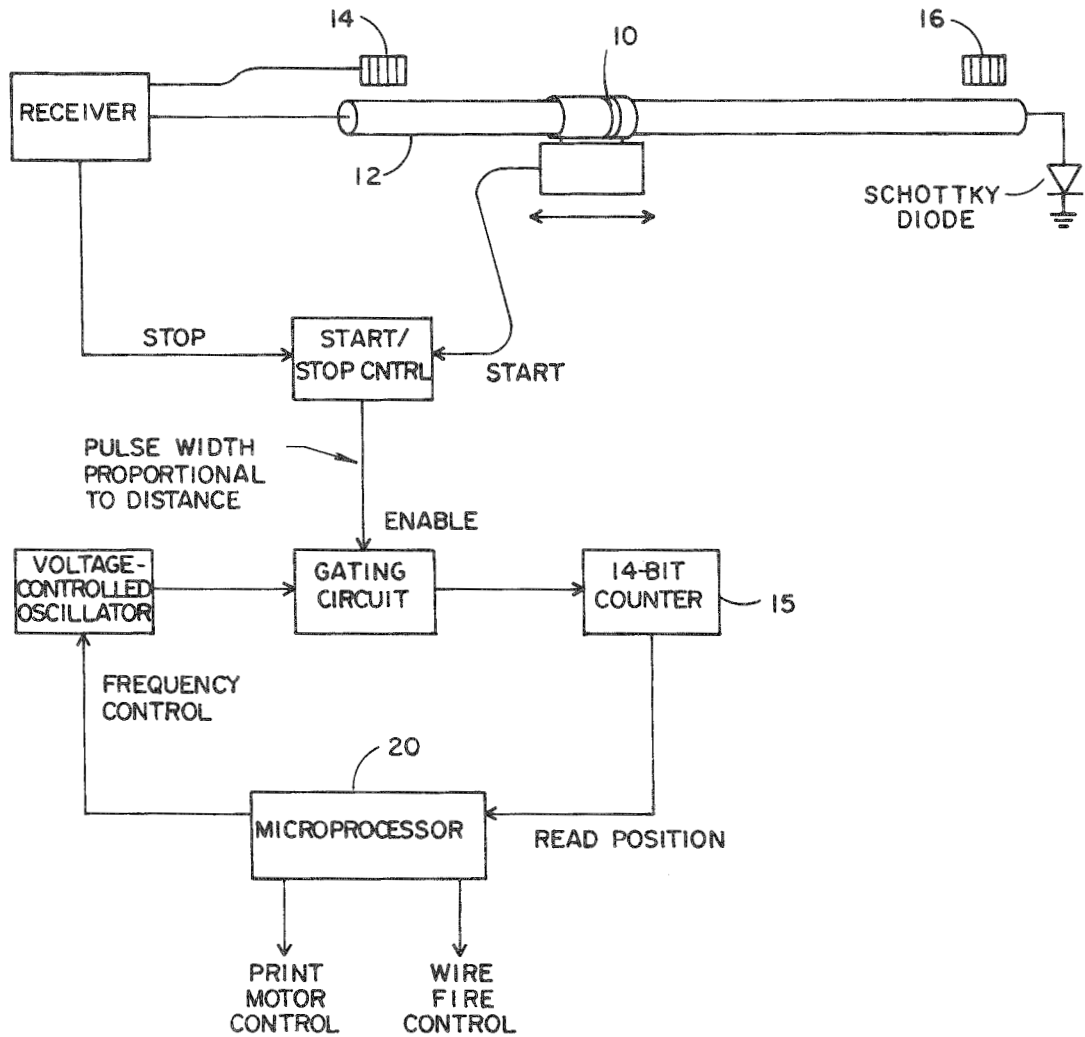 14
10
16
RECEIVER
12
SCHOTTKY
DIODE
STOP
START/
STOP CNTRL
START
PULSE WIDTH
PROPORTIONAL
TO DISTANCE
ENABLE
VOLTAGE-
CONTROLLED
OSCILLATOR
GATING
CIRCUIT
14-BIT
COUNTER
15
FREQUENCY
CONTROL
20
MICROPROCESSOR
READ POSITION
PRINT
MOTOR
CONTROL
WIRE
FIRE
CONTROL